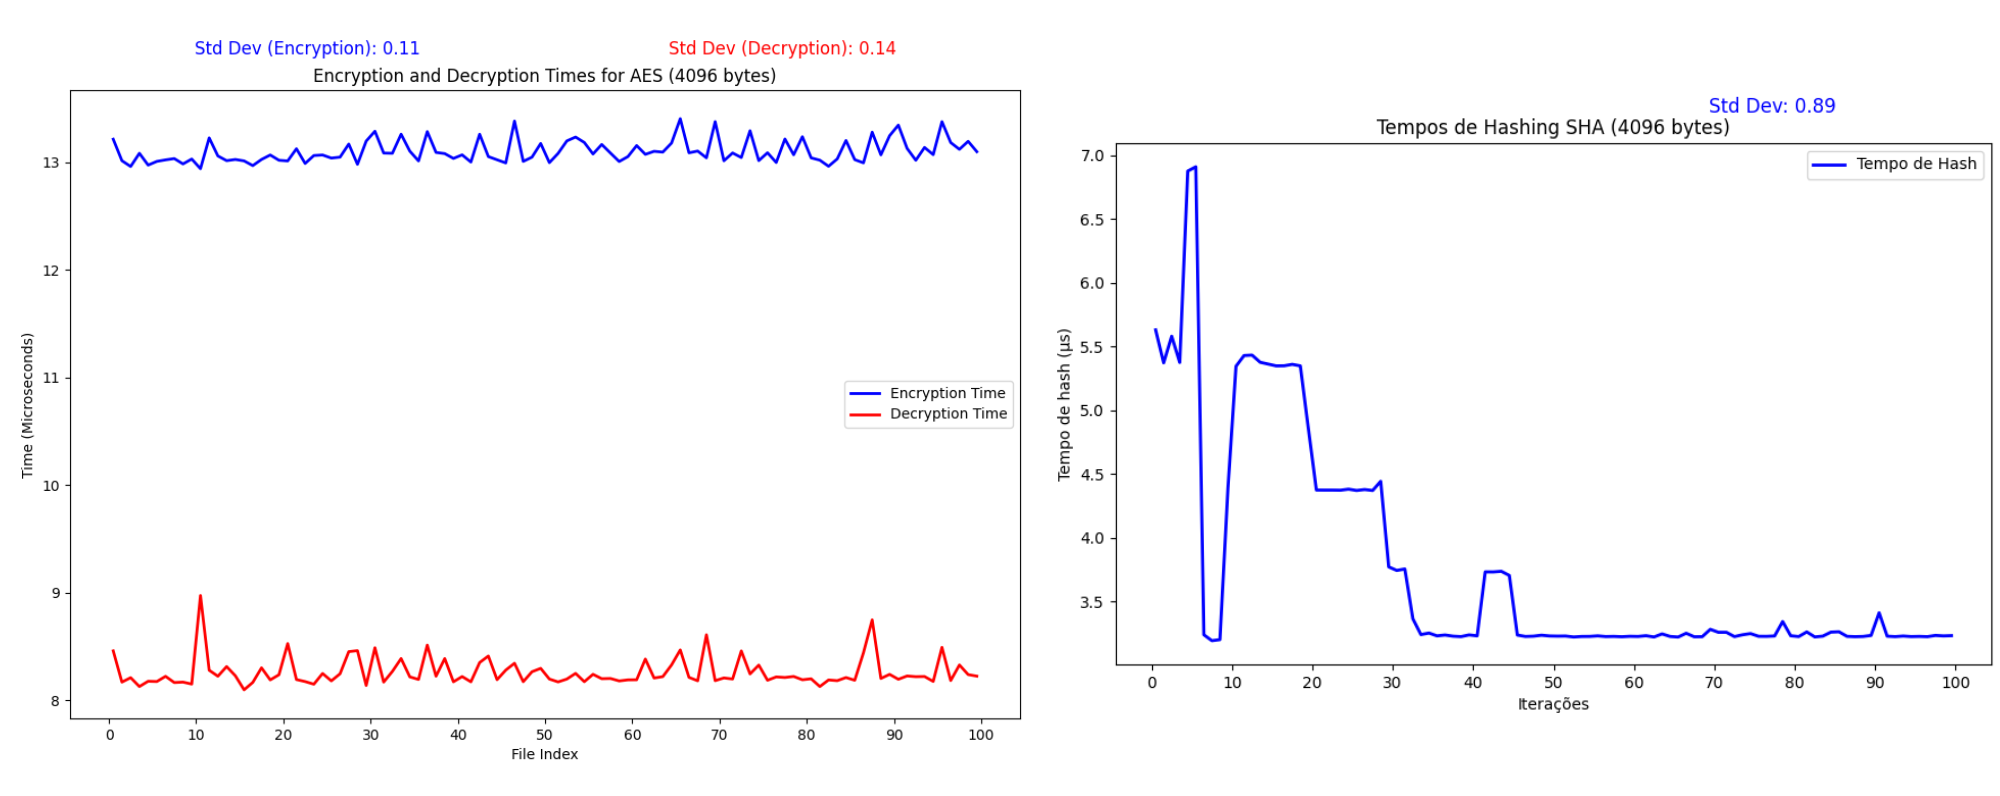 Std Dev (Encryption): 0.11
Std Dev (Decryption): 0.14
Encryption and Decryption Times for AES (4096 bytes)
Time (Microseconds)
13
12
11
10
9
8
Encryption Time
Decryption Time
0 10 20 30 40 50 60 70 80 90 100
File Index
Std Dev: 0.89
Tempos de Hashing SHA (4096 bytes)
Tempo de hash (µs)
7.0
6.5
6.0
5.5
5.0
4.5
4.0
3.5
Tempo de Hash
0 10 20 30 40 50 60 70 80 90 100
Iterações